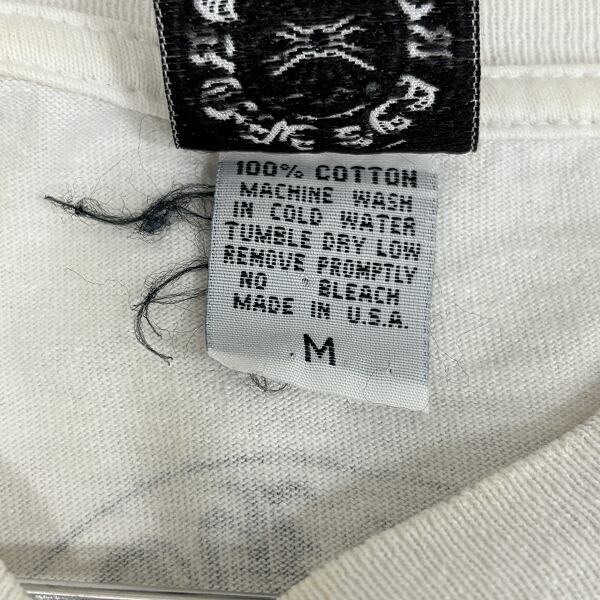 100% COTTON
MACHINE WASH
IN COLD WATER
TUMBLE DRY LOW
REMOVE PROMPTLY
NO BLEACH
MADE IN U.S.A.
M